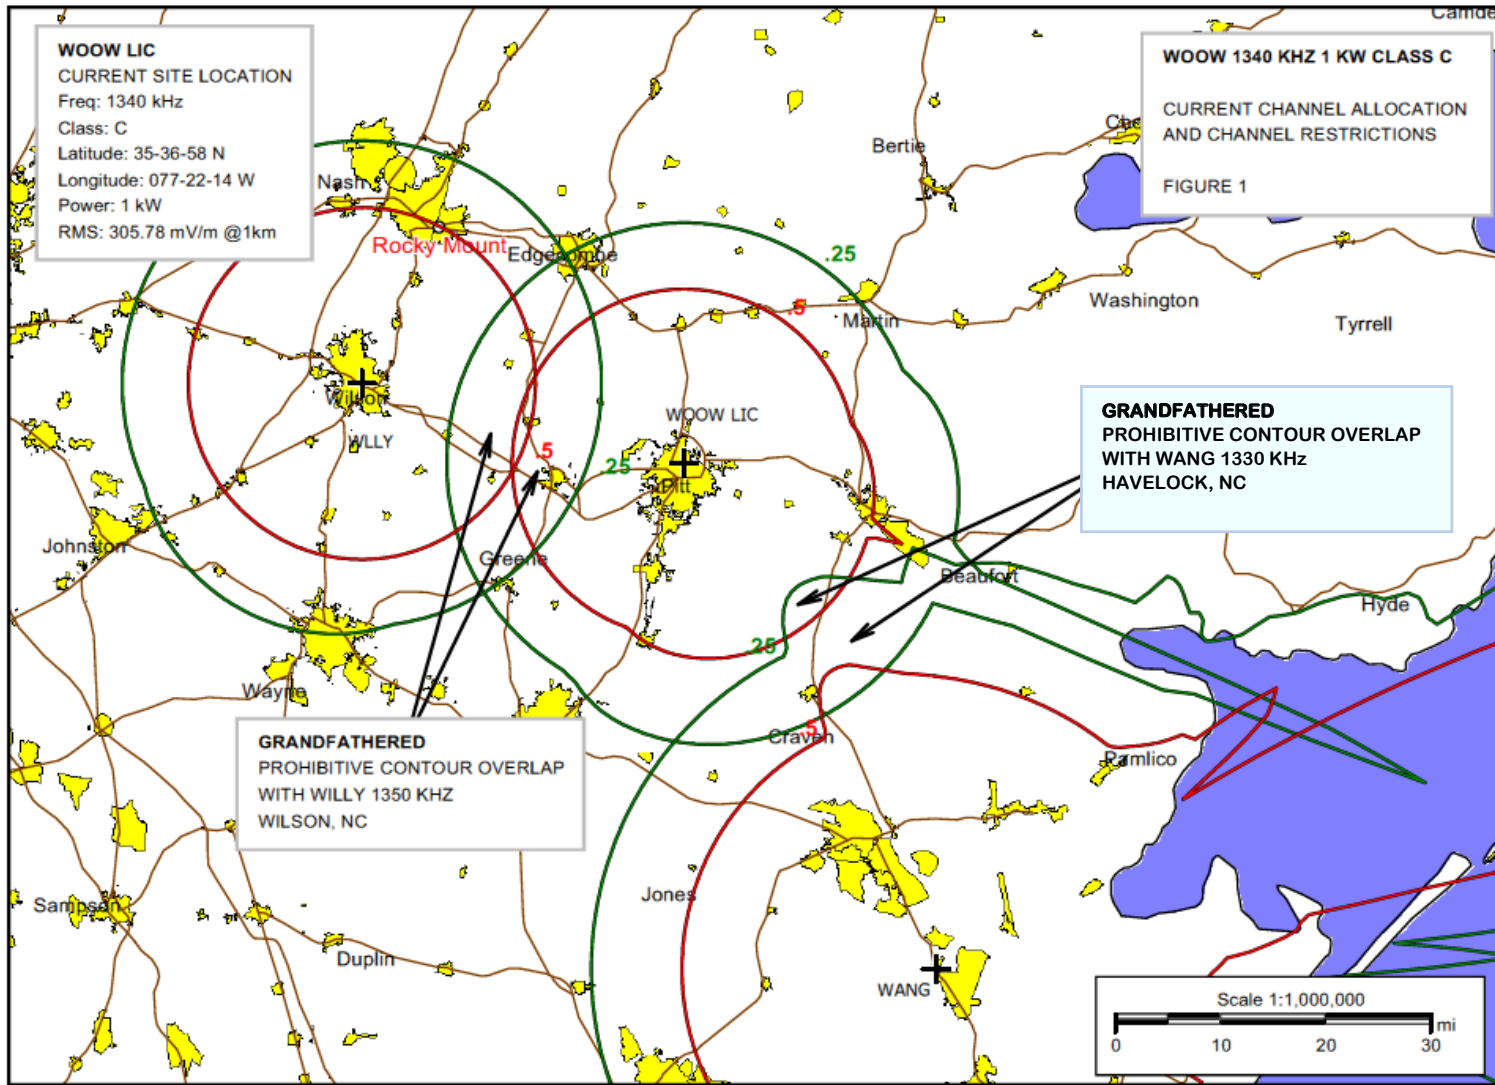 Camde
WOOW LIC
CURRENT SITE LOCATION
Freq: 1340 kHz
Class: C
Latitude: 35-36-58 N
Longitude: 077-22-14 W
Power: 1 kW
RMS: 305.78 mV/m @1km
WOOW 1340 KHZ 1 KW CLASS C
CURRENT CHANNEL ALLOCATION
AND CHANNEL RESTRICTIONS
FIGURE 1
Cho
Bertie
Nash
Rocky Mount
Edgecombe
.25
Washington
.5
Martin
Tyrrell
Wilson
WLLY
WOOW LIC
GRANDFATHERED
PROHIBITIVE CONTOUR OVERLAP
WITH WANG 1330 KHz
HAVELOCK, NC
.5
.25
Pitt
Johnston
Greene
Beaufort
Hyde
.25
Wayne
.5
Craven
Pamlico
GRANDFATHERED
PROHIBITIVE CONTOUR OVERLAP
WITH WILLY 1350 KHZ
WILSON, NC
Jones
Sampson
Duplin
WANG
Scale 1:1,000,000
mi
0 10 20 30